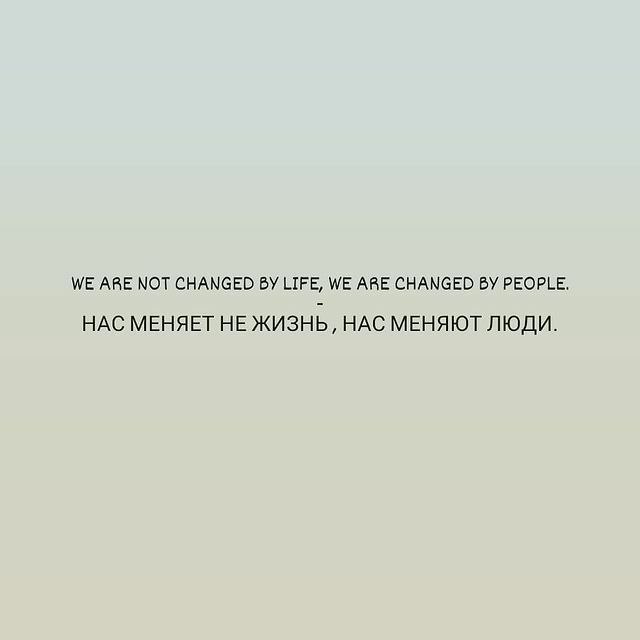 WE ARE NOT CHANGED BY LIFE, WE ARE CHANGED BY PEOPLE.
-
НАС МЕНЯЕТ НЕ ЖИЗНЬ , НАС МЕНЯЮТ ЛЮДИ.